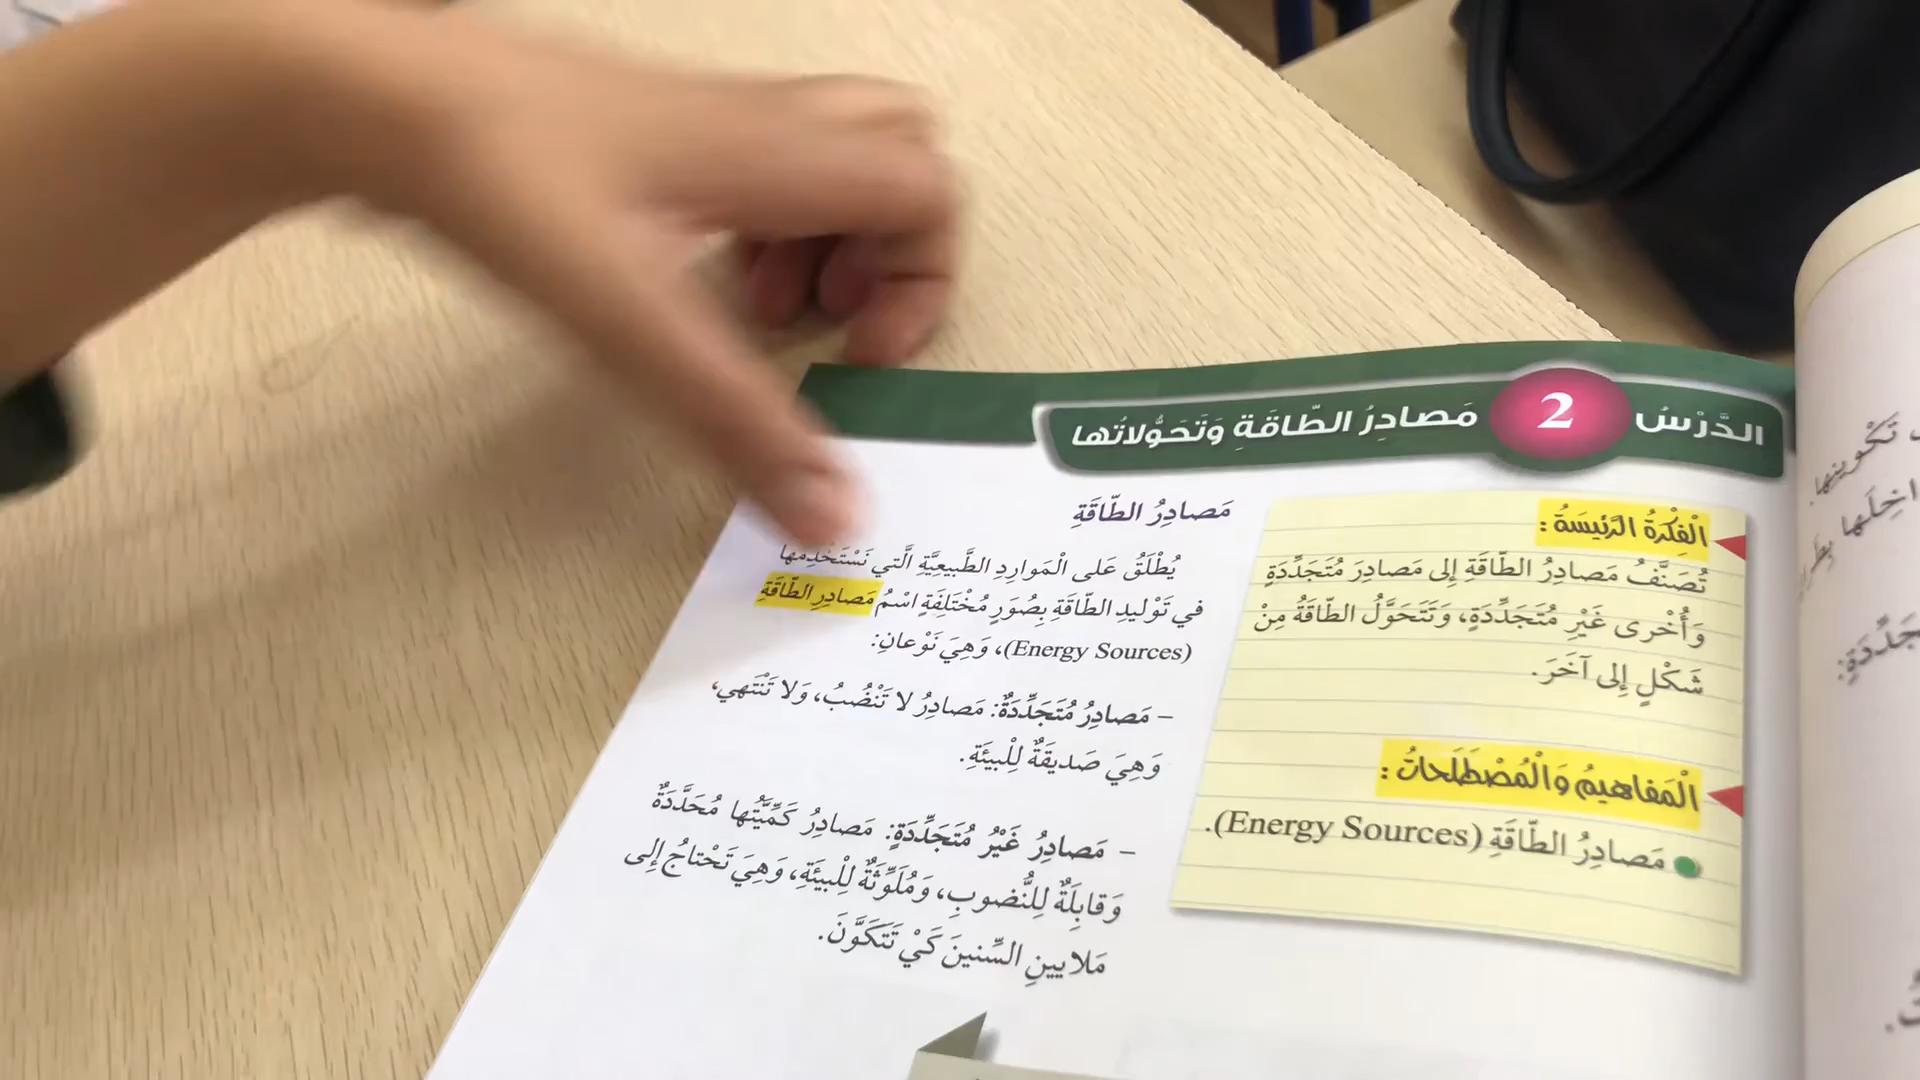 الدَّرْسُ 2 مَصادِرُ الطّاقَةِ وَتَحَوُّلاتُها
الْفِكْرَةُ الرَّئيسَةُ:
تُصَنَّفُ مَصادِرُ الطّاقَةِ إِلى مَصادِرَ مُتَجَدِّدَةٍ
وَأُخْرى غَيْرِ مُتَجَدِّدَةٍ، وَتَتَحَوَّلُ الطّاقَةُ مِنْ
شَكْلٍ إِلى آخَرَ.
الْمَفاهيمُ وَالْمُصْطَلَحاتُ:
مَصادِرُ الطّاقَةِ (Energy Sources).
مَصادِرُ الطّاقَةِ
يُطْلَقُ عَلى الْمَوارِدِ الطَّبيعِيَّةِ الَّتي نَسْتَخْدِمُها
في تَوْليدِ الطّاقَةِ بِصُوَرٍ مُخْتَلِفَةٍ اسْمُ مَصادِرِ الطّاقَةِ
(Energy Sources)، وَهِيَ نَوْعانِ:
– مَصادِرُ مُتَجَدِّدَةٌ: مَصادِرُ لا تَنْضُبُ، وَلا تَنْتَهي،
وَهِيَ صَديقَةٌ لِلْبيئَةِ.
– مَصادِرُ غَيْرُ مُتَجَدِّدَةٍ: مَصادِرُ كَمِّيَّتُها مُحَدَّدَةٌ
وَقابِلَةٌ لِلنُّضوبِ، وَمُلَوِّثَةٌ لِلْبيئَةِ، وَهِيَ تَحْتاجُ إِلى
مَلايينِ السِّنينَ كَيْ تَتَكَوَّنَ.
تَكْوينِها.